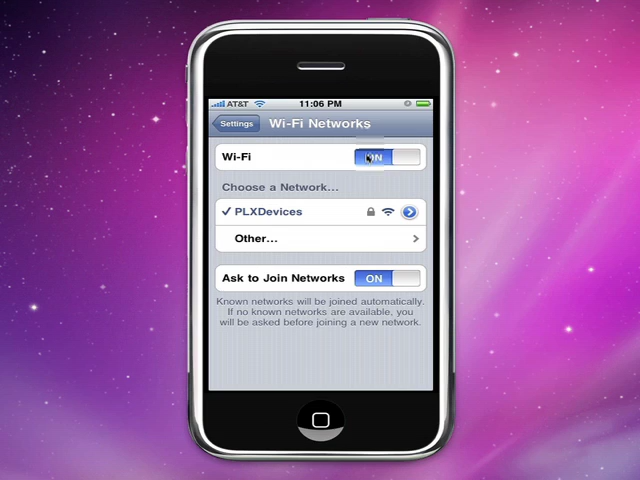 AT&T 11:06 PM
Settings Wi-Fi Networks
Wi-Fi ON
Choose a Network...
PLXDevices
Other...
Ask to Join Networks ON
Known networks will be joined automatically.
If no known networks are available, you
will be asked before joining a new network.